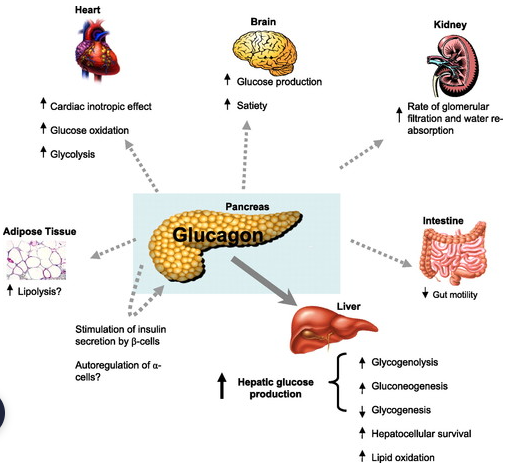 Heart
Cardiac inotropic effect
Glucose oxidation
Glycolysis
Brain
Glucose production
Satiety
Kidney
Rate of glomerular
filtration and water re-
absorption
Pancreas
Glucagon
Adipose Tissue
Lipolysis?
Intestine
Gut motility
Stimulation of insulin
secretion by β-cells
Autoregulation of α-
cells?
Liver
Hepatic glucose
production
Glycogenolysis
Gluconeogenesis
Glycogenesis
Hepatocellular survival
Lipid oxidation